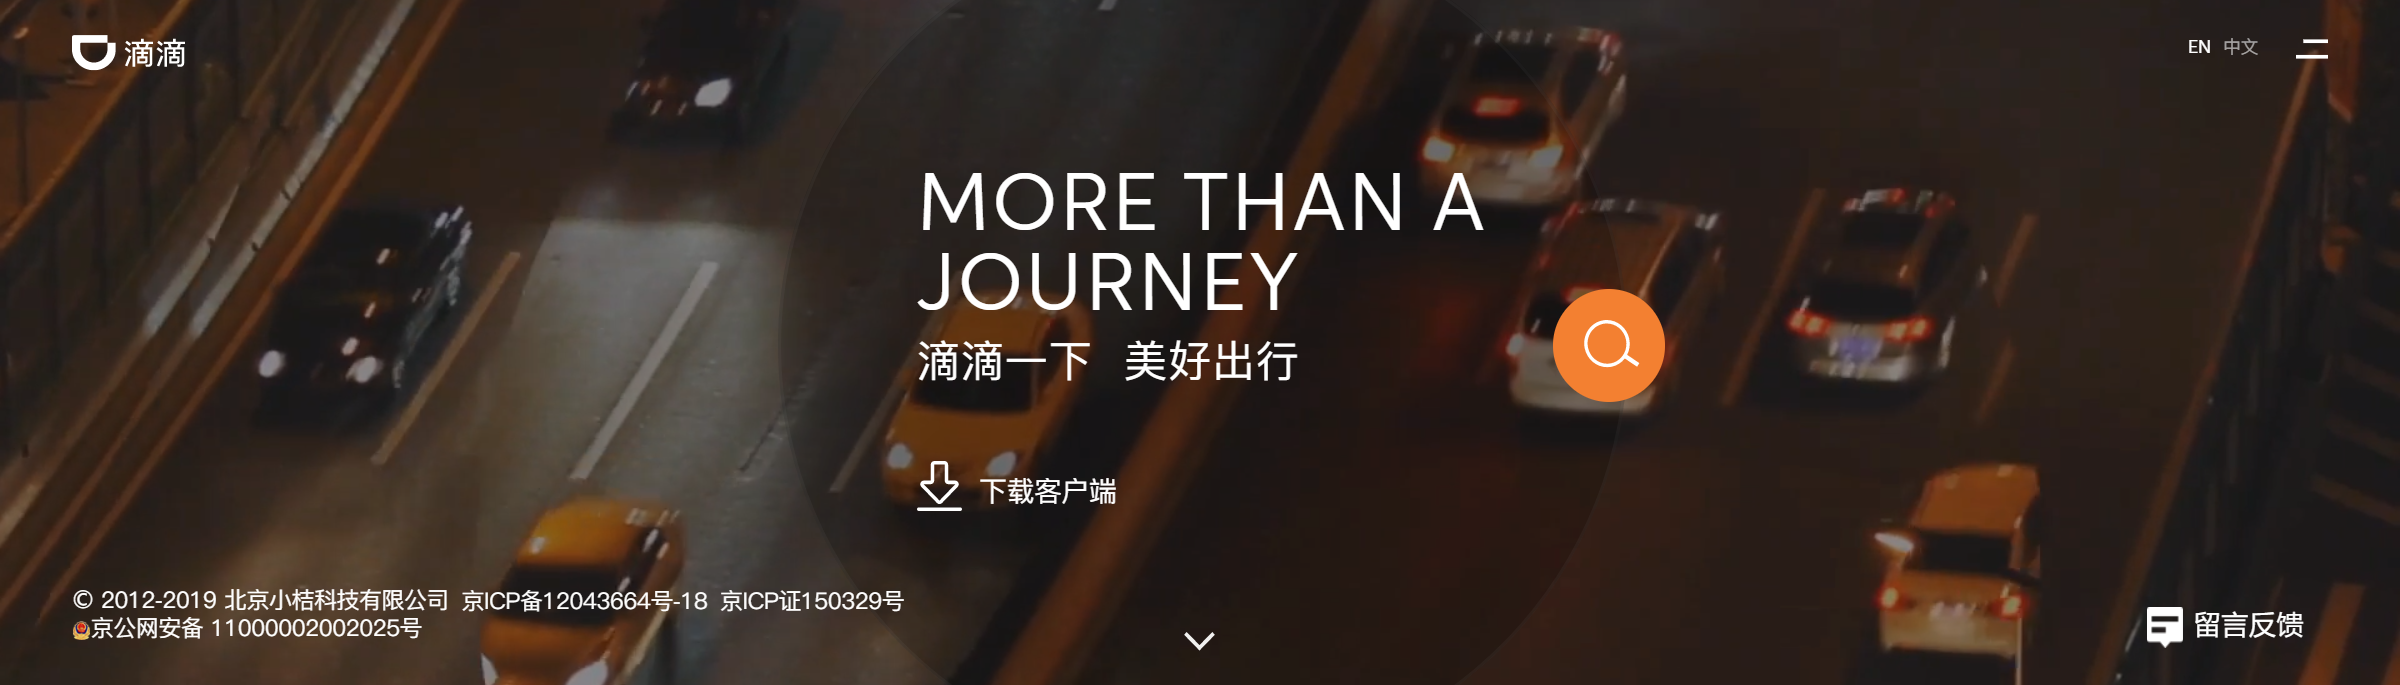 滴滴
EN 中文
MORE THAN A
JOURNEY
滴滴一下 美好出行
下载客户端
© 2012-2019 北京小桔科技有限公司 京ICP备12043664号-18 京ICP证150329号
京公网安备 11000002002025号
留言反馈